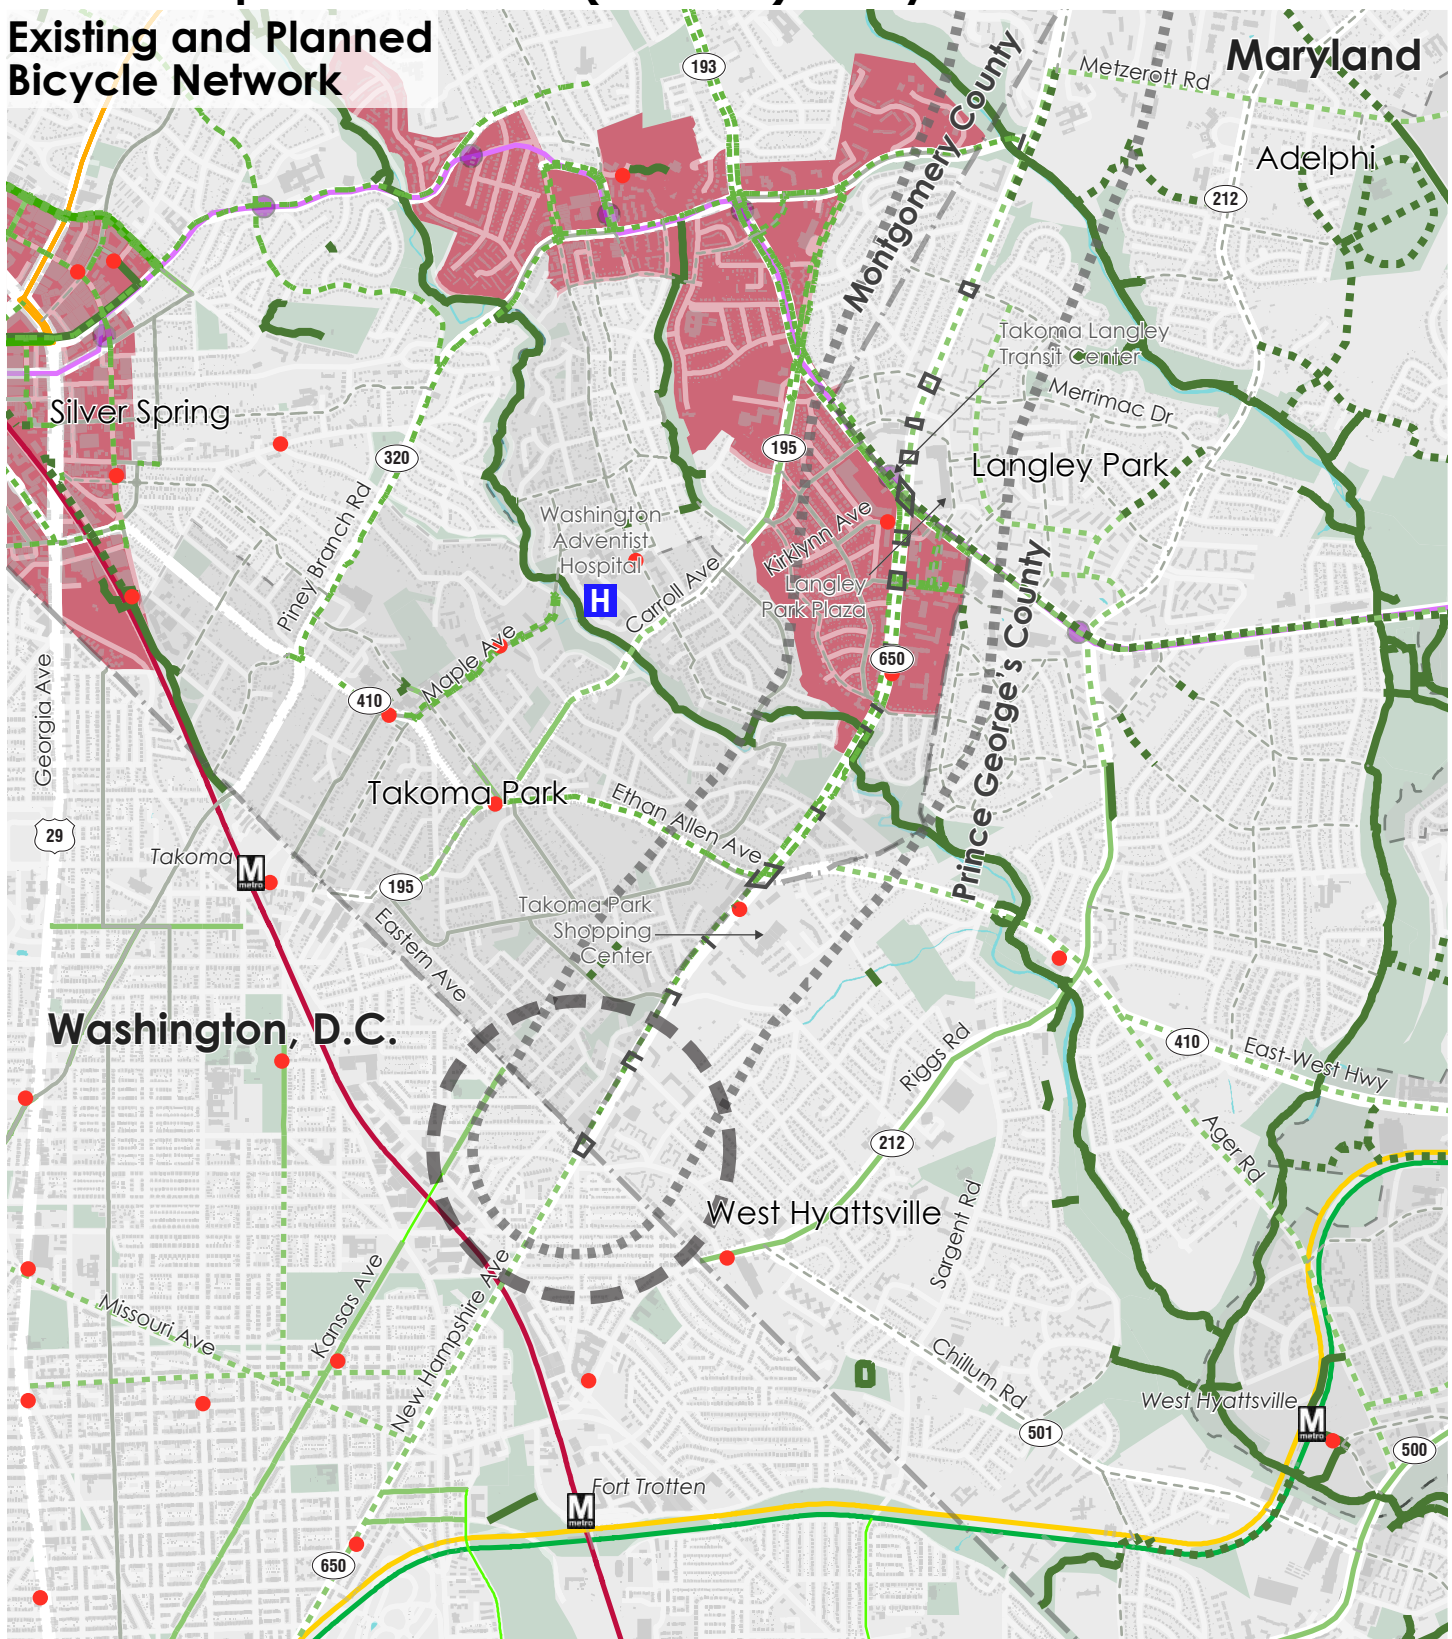 Existing and Planned
Bicycle Network
Maryland
193
Metzerott Rd
Montgomery County
Adelphi
212
Takoma Langley
Transit Center
Merrimac Dr
Silver Spring
320
195
Langley Park
Piney Branch Rd
Washington
Adventist
Hospital
H
Kirklynn Ave
Langley
Park Plaza
Carroll Ave
Maple Ave
650
Prince George's County
Georgia Ave
410
Takoma Park
Ethan Allen Ave
29
Takoma
M
metro
195
Eastern Ave
Takoma Park
Shopping
Center
Washington, D.C.
Riggs Rd
410
East-West Hwy
212
Ager Rd
West Hyattsville
Sargent Rd
Kansas Ave
New Hampshire Ave
Missouri Ave
Chillum Rd
West Hyattsville
M
metro
501
500
Fort Trotten
M
metro
650